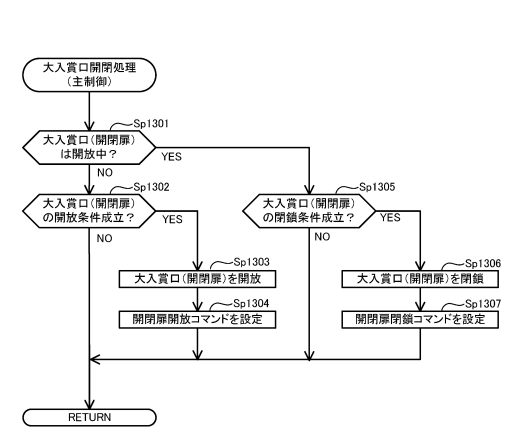 大入賞口開閉処理
(主制御)
Sp1301
大入賞口(開閉扉)
は開放中?
YES
NO
Sp1302
大入賞口(開閉扉)
の開放条件成立?
YES
NO
Sp1305
大入賞口(開閉扉)
の閉鎖条件成立?
YES
NO
Sp1303
大入賞口(開閉扉)を開放
Sp1304
開閉扉開放コマンドを設定
Sp1306
大入賞口(開閉扉)を閉鎖
Sp1307
開閉扉閉鎖コマンドを設定
RETURN